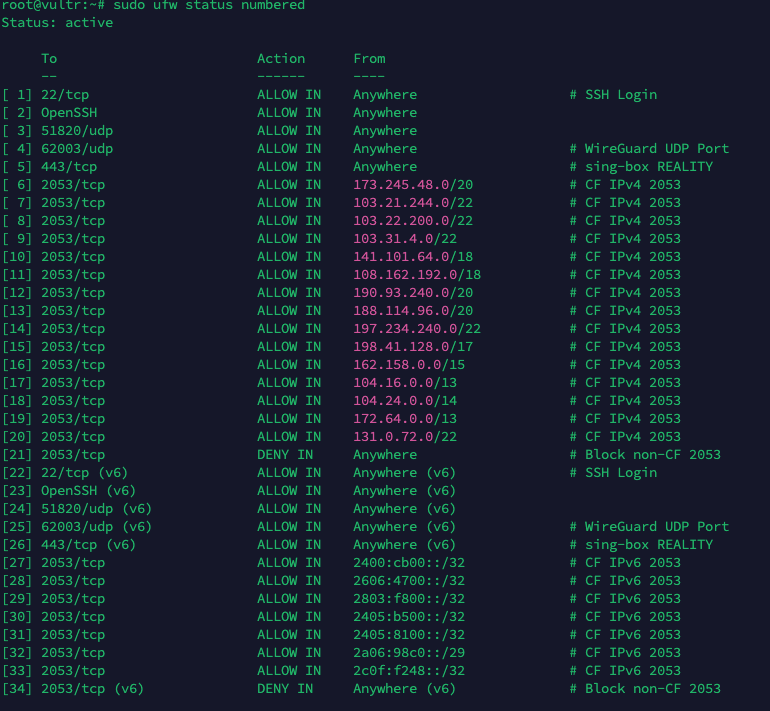 root@vultr:~# sudo ufw status numbered
Status: active
To Action From
-- ------ ----
[ 1] 22/tcp ALLOW IN Anywhere # SSH Login
[ 2] OpenSSH ALLOW IN Anywhere
[ 3] 51820/udp ALLOW IN Anywhere
[ 4] 62003/udp ALLOW IN Anywhere # WireGuard UDP Port
[ 5] 443/tcp ALLOW IN Anywhere # sing-box REALITY
[ 6] 2053/tcp ALLOW IN 173.245.48.0/20 # CF IPv4 2053
[ 7] 2053/tcp ALLOW IN 103.21.244.0/22 # CF IPv4 2053
[ 8] 2053/tcp ALLOW IN 103.22.200.0/22 # CF IPv4 2053
[ 9] 2053/tcp ALLOW IN 103.31.4.0/22 # CF IPv4 2053
[10] 2053/tcp ALLOW IN 141.101.64.0/18 # CF IPv4 2053
[11] 2053/tcp ALLOW IN 108.162.192.0/18 # CF IPv4 2053
[12] 2053/tcp ALLOW IN 190.93.240.0/20 # CF IPv4 2053
[13] 2053/tcp ALLOW IN 188.114.96.0/20 # CF IPv4 2053
[14] 2053/tcp ALLOW IN 197.234.240.0/22 # CF IPv4 2053
[15] 2053/tcp ALLOW IN 198.41.128.0/17 # CF IPv4 2053
[16] 2053/tcp ALLOW IN 162.158.0.0/15 # CF IPv4 2053
[17] 2053/tcp ALLOW IN 104.16.0.0/13 # CF IPv4 2053
[18] 2053/tcp ALLOW IN 104.24.0.0/14 # CF IPv4 2053
[19] 2053/tcp ALLOW IN 172.64.0.0/13 # CF IPv4 2053
[20] 2053/tcp ALLOW IN 131.0.72.0/22 # CF IPv4 2053
[21] 2053/tcp DENY IN Anywhere # Block non-CF 2053
[22] 22/tcp (v6) ALLOW IN Anywhere (v6) # SSH Login
[23] OpenSSH (v6) ALLOW IN Anywhere (v6)
[24] 51820/udp (v6) ALLOW IN Anywhere (v6)
[25] 62003/udp (v6) ALLOW IN Anywhere (v6) # WireGuard UDP Port
[26] 443/tcp (v6) ALLOW IN Anywhere (v6) # sing-box REALITY
[27] 2053/tcp ALLOW IN 2400:cb00::/32 # CF IPv6 2053
[28] 2053/tcp ALLOW IN 2606:4700::/32 # CF IPv6 2053
[29] 2053/tcp ALLOW IN 2803:f800::/32 # CF IPv6 2053
[30] 2053/tcp ALLOW IN 2405:b500::/32 # CF IPv6 2053
[31] 2053/tcp ALLOW IN 2405:8100::/32 # CF IPv6 2053
[32] 2053/tcp ALLOW IN 2a06:98c0::/29 # CF IPv6 2053
[33] 2053/tcp ALLOW IN 2c0f:f248::/32 # CF IPv6 2053
[34] 2053/tcp (v6) DENY IN Anywhere (v6) # Block non-CF 2053